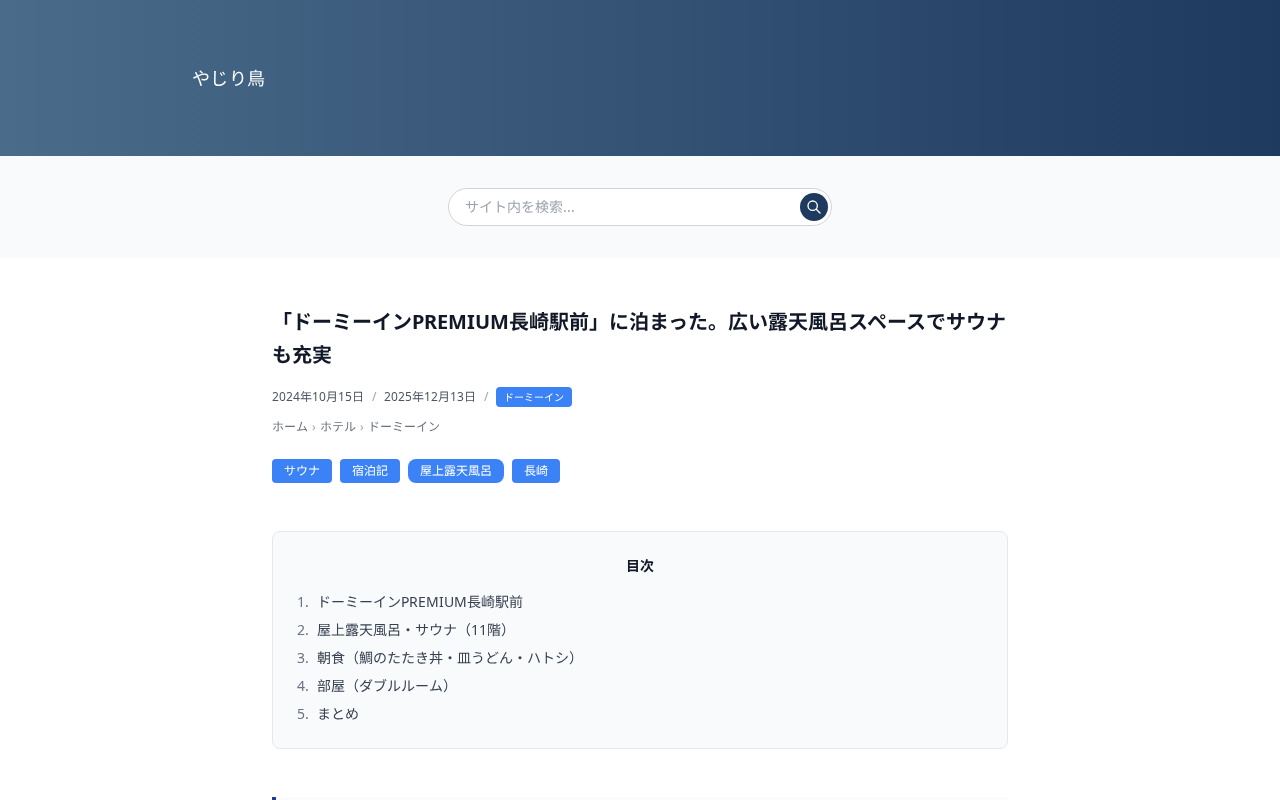 やじり鳥
サイト内を検索...
「ドーミーインPREMIUM長崎駅前」に泊まった。広い露天風呂スペースでサウナ
も充実
2024年10月15日 / 2025年12月13日 / ドーミーイン
ホーム › ホテル › ドーミーイン
サウナ 宿泊記 屋上露天風呂 長崎
目次
1. ドーミーインPREMIUM長崎駅前
2. 屋上露天風呂・サウナ（11階）
3. 朝食（鯛のたたき丼・皿うどん・ハトシ）
4. 部屋（ダブルルーム）
5. まとめ